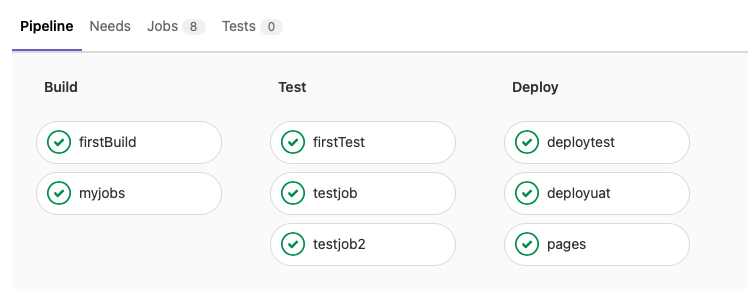 Pipeline Needs Jobs 8 Tests 0
Build Test Deploy
firstBuild firstTest deploytest
myjobs testjob deployuat
testjob2 pages